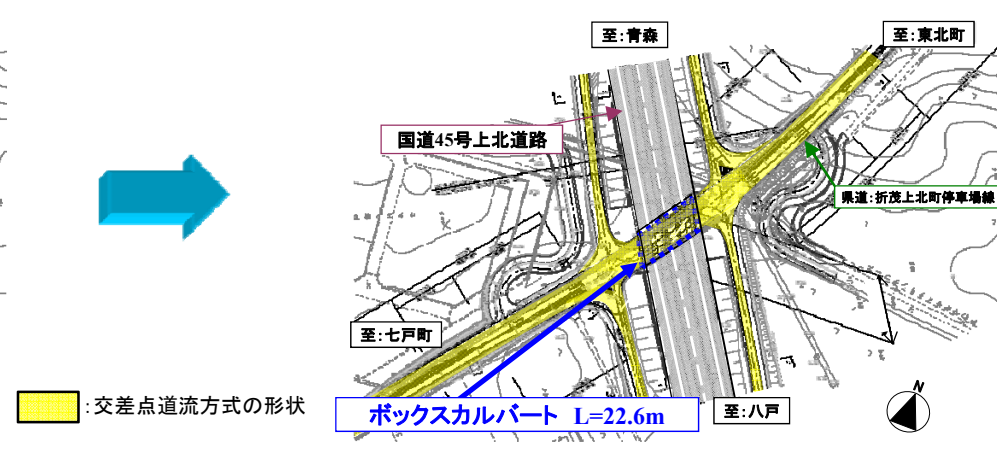 至:青森
至:東北町
国道45号上北道路
県道:折茂上北町停車場線
至:七戸町
:交差点道流方式の形状
ボックスカルバート L=22.6m
至:八戸
N